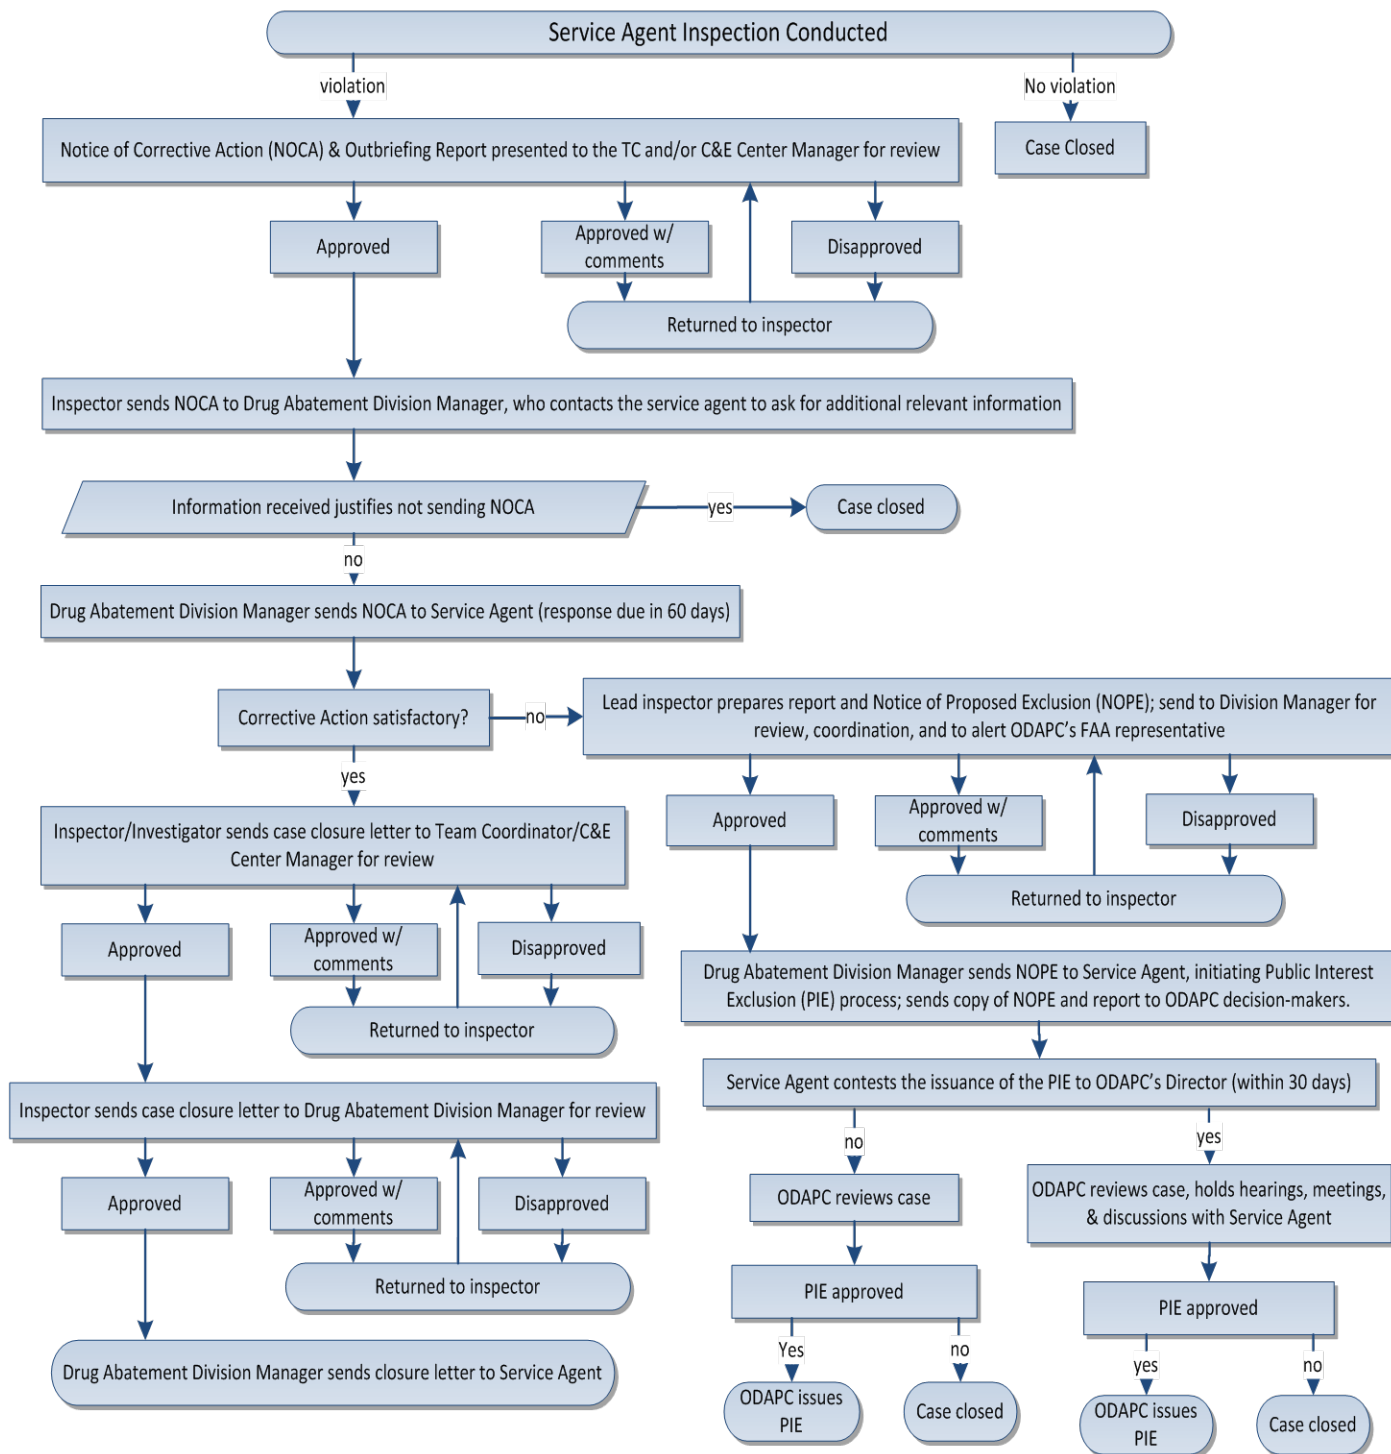 Service Agent Inspection Conducted
violation
No violation
Notice of Corrective Action (NOCA) & Outbriefing Report presented to the TC and/or C&E Center Manager for review
Case Closed
Approved
Approved w/
comments
Disapproved
Returned to inspector
Inspector sends NOCA to Drug Abatement Division Manager, who contacts the service agent to ask for additional relevant information
Information received justifies not sending NOCA
yes
Case closed
no
Drug Abatement Division Manager sends NOCA to Service Agent (response due in 60 days)
Corrective Action satisfactory?
no
Lead inspector prepares report and Notice of Proposed Exclusion (NOPE); send to Division Manager for
review, coordination, and to alert ODAPC’s FAA representative
yes
Inspector/Investigator sends case closure letter to Team Coordinator/C&E
Center Manager for review
Approved
Approved w/
comments
Disapproved
Returned to inspector
Approved
Approved w/
comments
Disapproved
Returned to inspector
Drug Abatement Division Manager sends NOPE to Service Agent, initiating Public Interest
Exclusion (PIE) process; sends copy of NOPE and report to ODAPC decision-makers.
Inspector sends case closure letter to Drug Abatement Division Manager for review
Service Agent contests the issuance of the PIE to ODAPC’s Director (within 30 days)
Approved
Approved w/
comments
Disapproved
Returned to inspector
Drug Abatement Division Manager sends closure letter to Service Agent
no
yes
ODAPC reviews case
ODAPC reviews case, holds hearings, meetings,
& discussions with Service Agent
PIE approved
PIE approved
Yes
no
yes
no
ODAPC issues
PIE
Case closed
ODAPC issues
PIE
Case closed